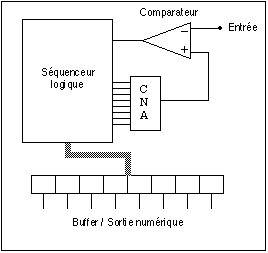 Comparateur
Entrée
−
+
Séquenceur
logique
C
N
A
Buffer / Sortie numérique